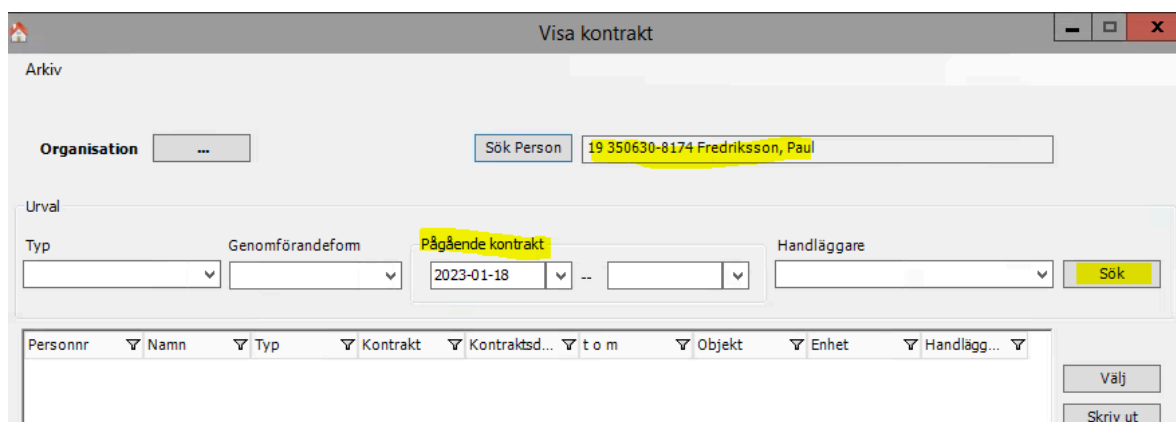 Visa kontrakt
Arkiv
Organisation ... Sök Person 19 350630-8174 Fredriksson, Paul
Urval
Typ Genomförandeform Pågående kontrakt Handläggare
2023-01-18 -- Sök
Personnr Namn Typ Kontrakt Kontraktsd... t o m Objekt Enhet Handlägg...
Välj
Skriv ut